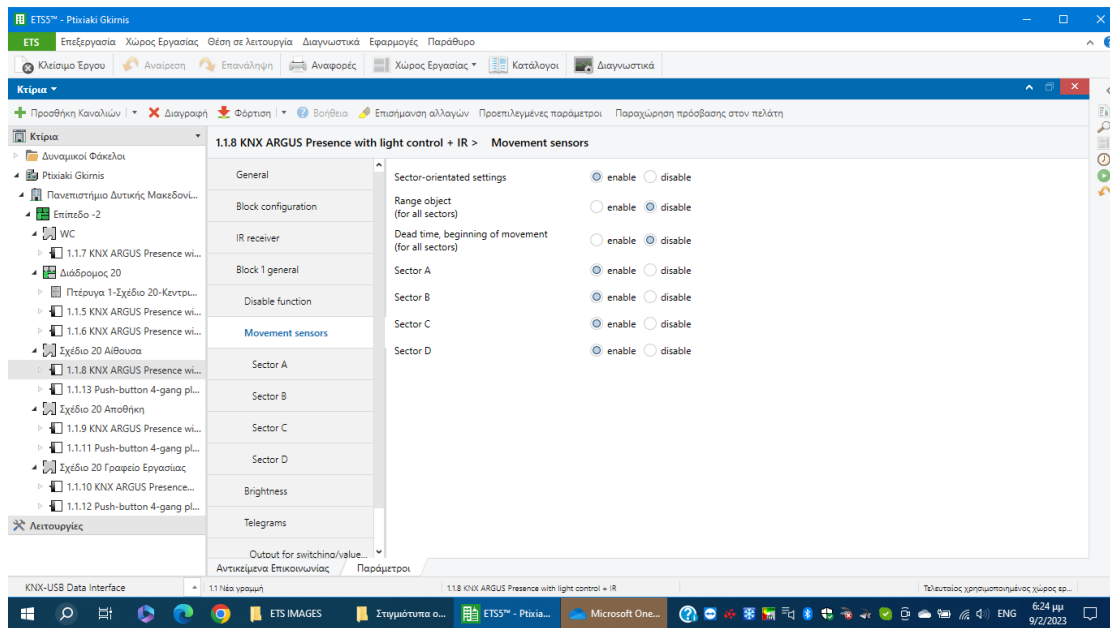 ETS5™ - Ptixiaki Gkirnis
ETS Επεξεργασία Χώρος Εργασίας Θέση σε λειτουργία Διαγνωστικά Εφαρμογές Παράθυρο
Κλείσιμο Έργου Αναίρεση Επανάληψη Αναφορές Χώρος Εργασίας Κατάλογοι Διαγνωστικά
Κτίρια
Προσθήκη Καναλιών Διαγραφή Φόρτιση Βοήθεια Επισήμανση αλλαγών Προεπιλεγμένες παράμετροι Παραχώρηση πρόσβασης στον πελάτη
Κτίρια
Δυναμικοί Φάκελοι
Ptixiaki Gkirnis
Πανεπιστήμιο Δυτικής Μακεδονί...
Επίπεδο -2
WC
1.1.7 KNX ARGUS Presence wi...
Διάδρομος 20
Πτέρυγα 1-Σχέδιο 20-Κεντρι...
1.1.5 KNX ARGUS Presence wi...
1.1.6 KNX ARGUS Presence wi...
Σχέδιο 20 Αίθουσα
1.1.8 KNX ARGUS Presence wi...
1.1.13 Push-button 4-gang pl...
Σχέδιο 20 Αποθήκη
1.1.9 KNX ARGUS Presence wi...
1.1.11 Push-button 4-gang pl...
Σχέδιο 20 Γραφείο Εργασίιας
1.1.10 KNX ARGUS Presence...
1.1.12 Push-button 4-gang pl...
Λειτουργίες
1.1.8 KNX ARGUS Presence with light control + IR > Movement sensors
General
Block configuration
IR receiver
Block 1 general
Disable function
Movement sensors
Sector A
Sector B
Sector C
Sector D
Brightness
Telegrams
Output for switching/value...
Sector-orientated settings enable disable
Range object
(for all sectors) enable disable
Dead time, beginning of movement
(for all sectors) enable disable
Sector A enable disable
Sector B enable disable
Sector C enable disable
Sector D enable disable
Αντικείμενα Επικοινωνίας Παράμετροι
KNX-USB Data Interface 1.1 Νέα γραμμή 1.1.8 KNX ARGUS Presence with light control + IR Τελευταίος χρησιμοποιημένος χώρος ερ...
ETS IMAGES Στιγμιότυπα ο... ETS5™ - Ptixia... Microsoft One... ENG 6:24 μμ
9/2/2023